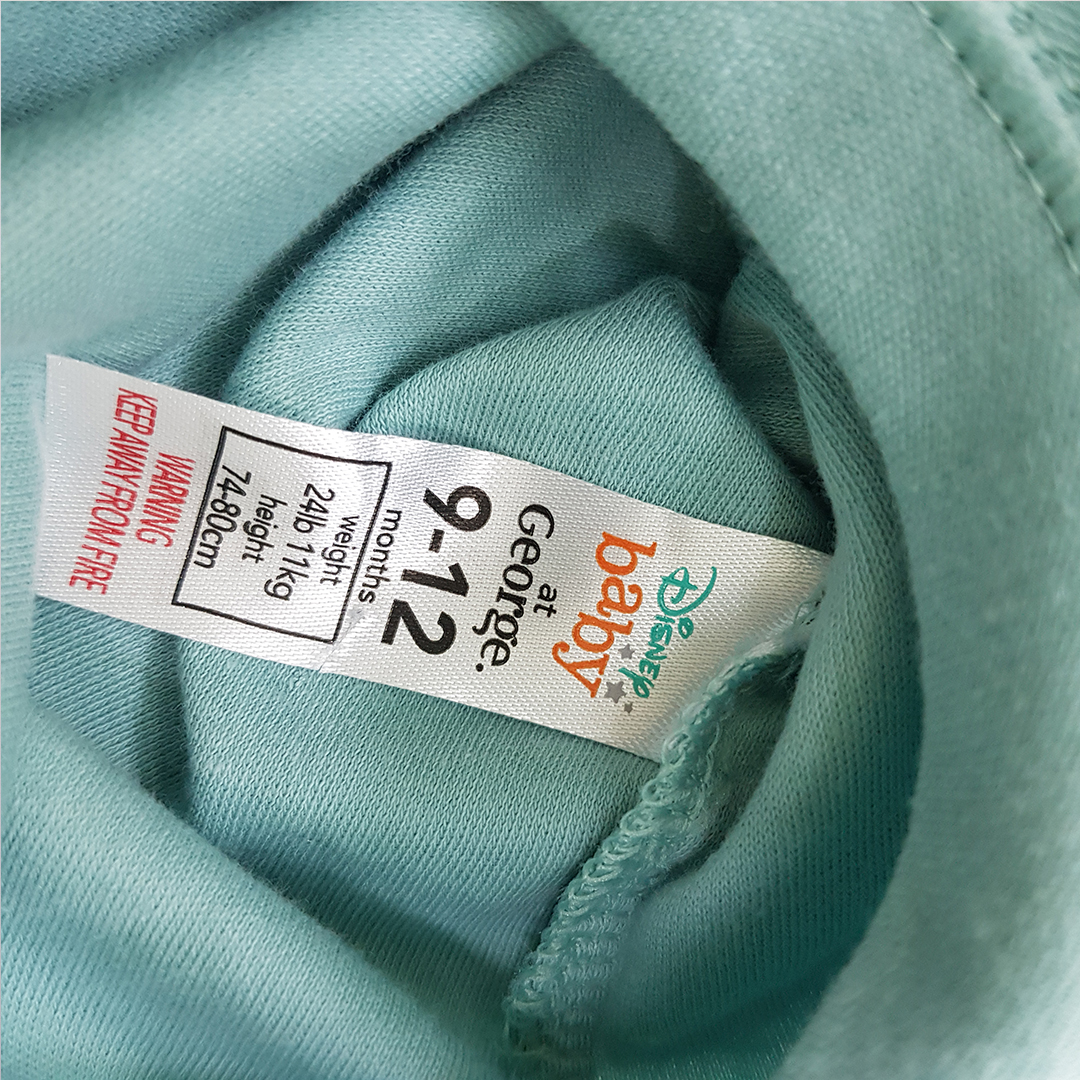 Disney
baby
at
George.
9-12
months
weight
24lb 11kg
height
74-80cm
WARNING
KEEP AWAY FROM FIRE